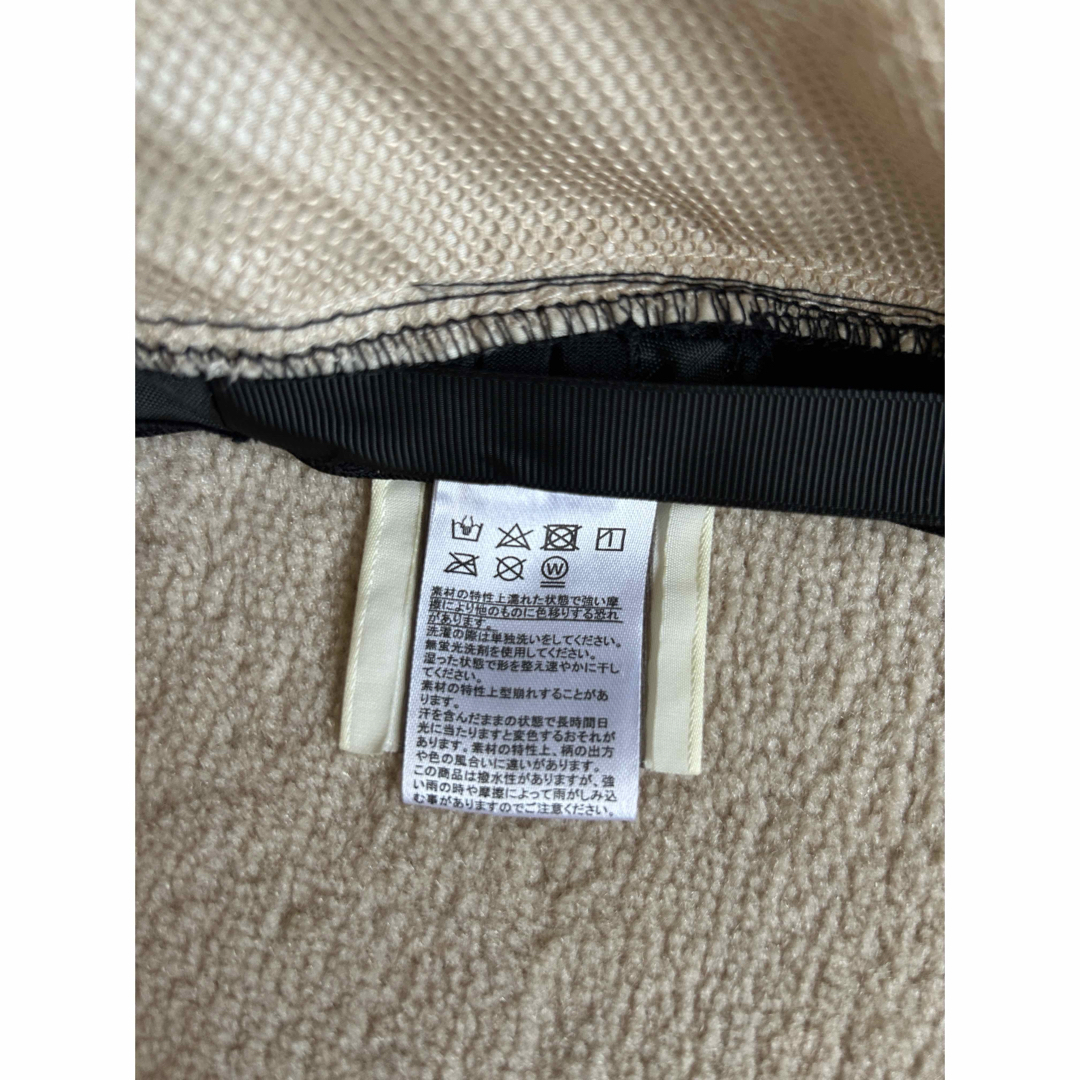 W
素材の特性上濡れた状態で強い摩
擦により他のものに色移りする恐れ
があります。
洗濯の際は単独洗いをしてください。
無蛍光洗剤を使用してください。
湿った状態で形を整え速やかに干し
てください。
素材の特性上型崩れすることがあ
ります。
汗を含んだままの状態で長時間日
光に当たりますと変色するおそれが
あります。素材の特性上、柄の出方
や色の風合いに違いがあります。
この商品は撥水性がありますが、強
い雨の時や摩擦によって雨がしみ込
む事がありますのでご注意ください。